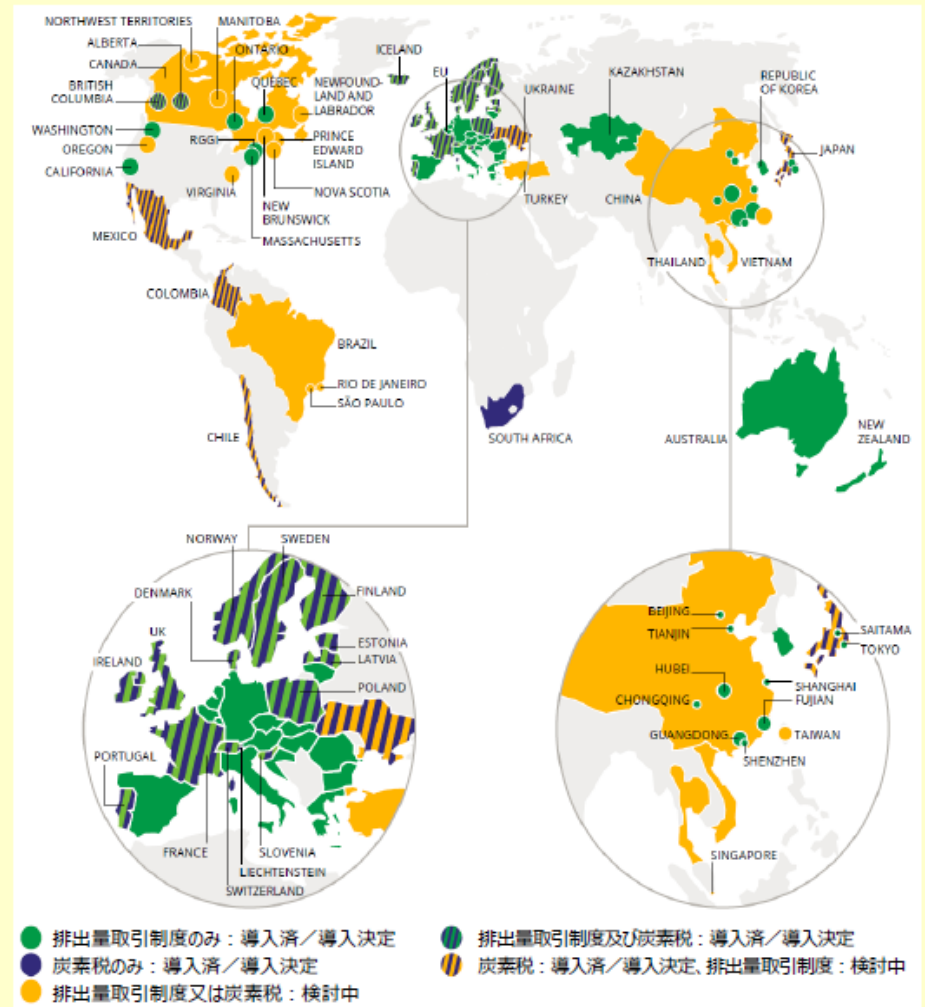 NORTHWEST TERRITORIES
MANITOBA
ALBERTA
ONTARIO
CANADA
QUÉBEC
BRITISH
COLUMBIA
NEWFOUND-
LAND AND
LABRADOR
WASHINGTON
OREGON
RGGI
PRINCE
EDWARD
ISLAND
CALIFORNIA
VIRGINIA
NOVA SCOTIA
NEW
BRUNSWICK
MEXICO
MASSACHUSETTS
ICELAND
EU
UKRAINE
KAZAKHSTAN
REPUBLIC
OF KOREA
JAPAN
TURKEY
CHINA
THAILAND
VIETNAM
COLOMBIA
BRAZIL
RIO DE JANEIRO
SÃO PAULO
CHILE
SOUTH AFRICA
AUSTRALIA
NEW
ZEALAND
NORWAY
SWEDEN
DENMARK
FINLAND
UK
ESTONIA
LATVIA
IRELAND
POLAND
PORTUGAL
FRANCE
SLOVENIA
LIECHTENSTEIN
SWITZERLAND
BEIJING
TIANJIN
SAITAMA
TOKYO
HUBEI
SHANGHAI
CHONGQING
FUJIAN
GUANGDONG
TAIWAN
SHENZHEN
SINGAPORE
排出量取引制度のみ：導入済／導入決定
炭素税のみ：導入済／導入決定
排出量取引制度又は炭素税：検討中
排出量取引制度及び炭素税：導入済／導入決定
炭素税：導入済／導入決定、排出量取引制度：検討中